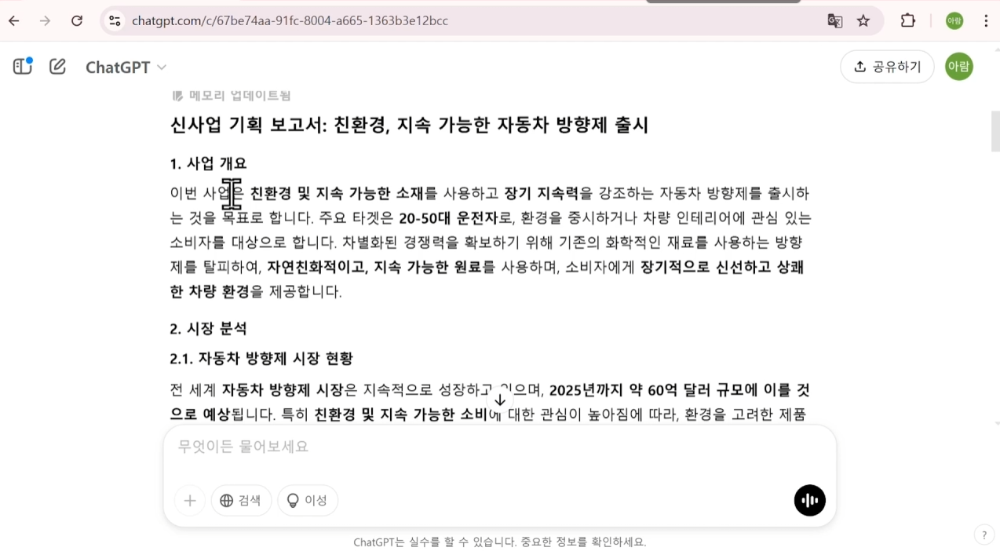 chatgpt.com/c/67be74aa-91fc-8004-a665-1363b3e12bcc
아람
ChatGPT
공유하기
아람
메모리 업데이트됨
신사업 기획 보고서: 친환경, 지속 가능한 자동차 방향제 출시
1. 사업 개요
이번 사업은 친환경 및 지속 가능한 소재를 사용하고 장기 지속력을 강조하는 자동차 방향제를 출시하
는 것을 목표로 합니다. 주요 타겟은 20-50대 운전자로, 환경을 중시하거나 차량 인테리어에 관심 있는
소비자를 대상으로 합니다. 차별화된 경쟁력을 확보하기 위해 기존의 화학적인 재료를 사용하는 방향
제를 탈피하여, 자연친화적이고, 지속 가능한 원료를 사용하며, 소비자에게 장기적으로 신선하고 상쾌
한 차량 환경을 제공합니다.
2. 시장 분석
2.1. 자동차 방향제 시장 현황
전 세계 자동차 방향제 시장은 지속적으로 성장하고 있으며, 2025년까지 약 60억 달러 규모에 이를 것
으로 예상됩니다. 특히 친환경 및 지속 가능한 소비에 대한 관심이 높아짐에 따라, 환경을 고려한 제품
무엇이든 물어보세요
검색
이성
ChatGPT는 실수를 할 수 있습니다. 중요한 정보를 확인하세요.
?